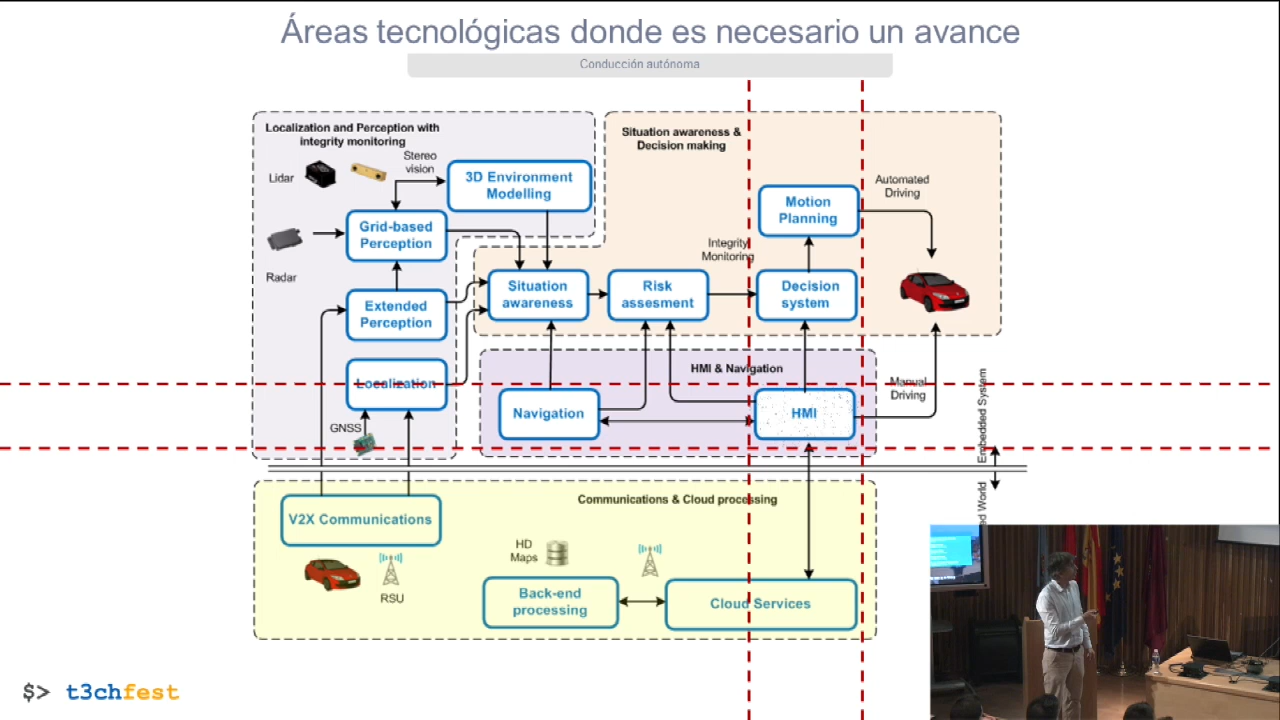 Áreas tecnológicas donde es necesario un avance
Conducción autónoma
Localization and Perception with
integrity monitoring
Situation awareness &
Decision making
Lidar
Stereo
vision
3D Environment
Modelling
Automated
Driving
Motion
Planning
Grid-based
Perception
Radar
Integrity
Monitoring
Situation
awareness
Risk
assesment
Decision
system
Extended
Perception
Localization
HMI & Navigation
Manual
Driving
Embedded System
GNSS
Navigation
HMI
ed World
Communications & Cloud processing
V2X Communications
RSU
HD
Maps
Back-end
processing
Cloud Services
$> t3chfest